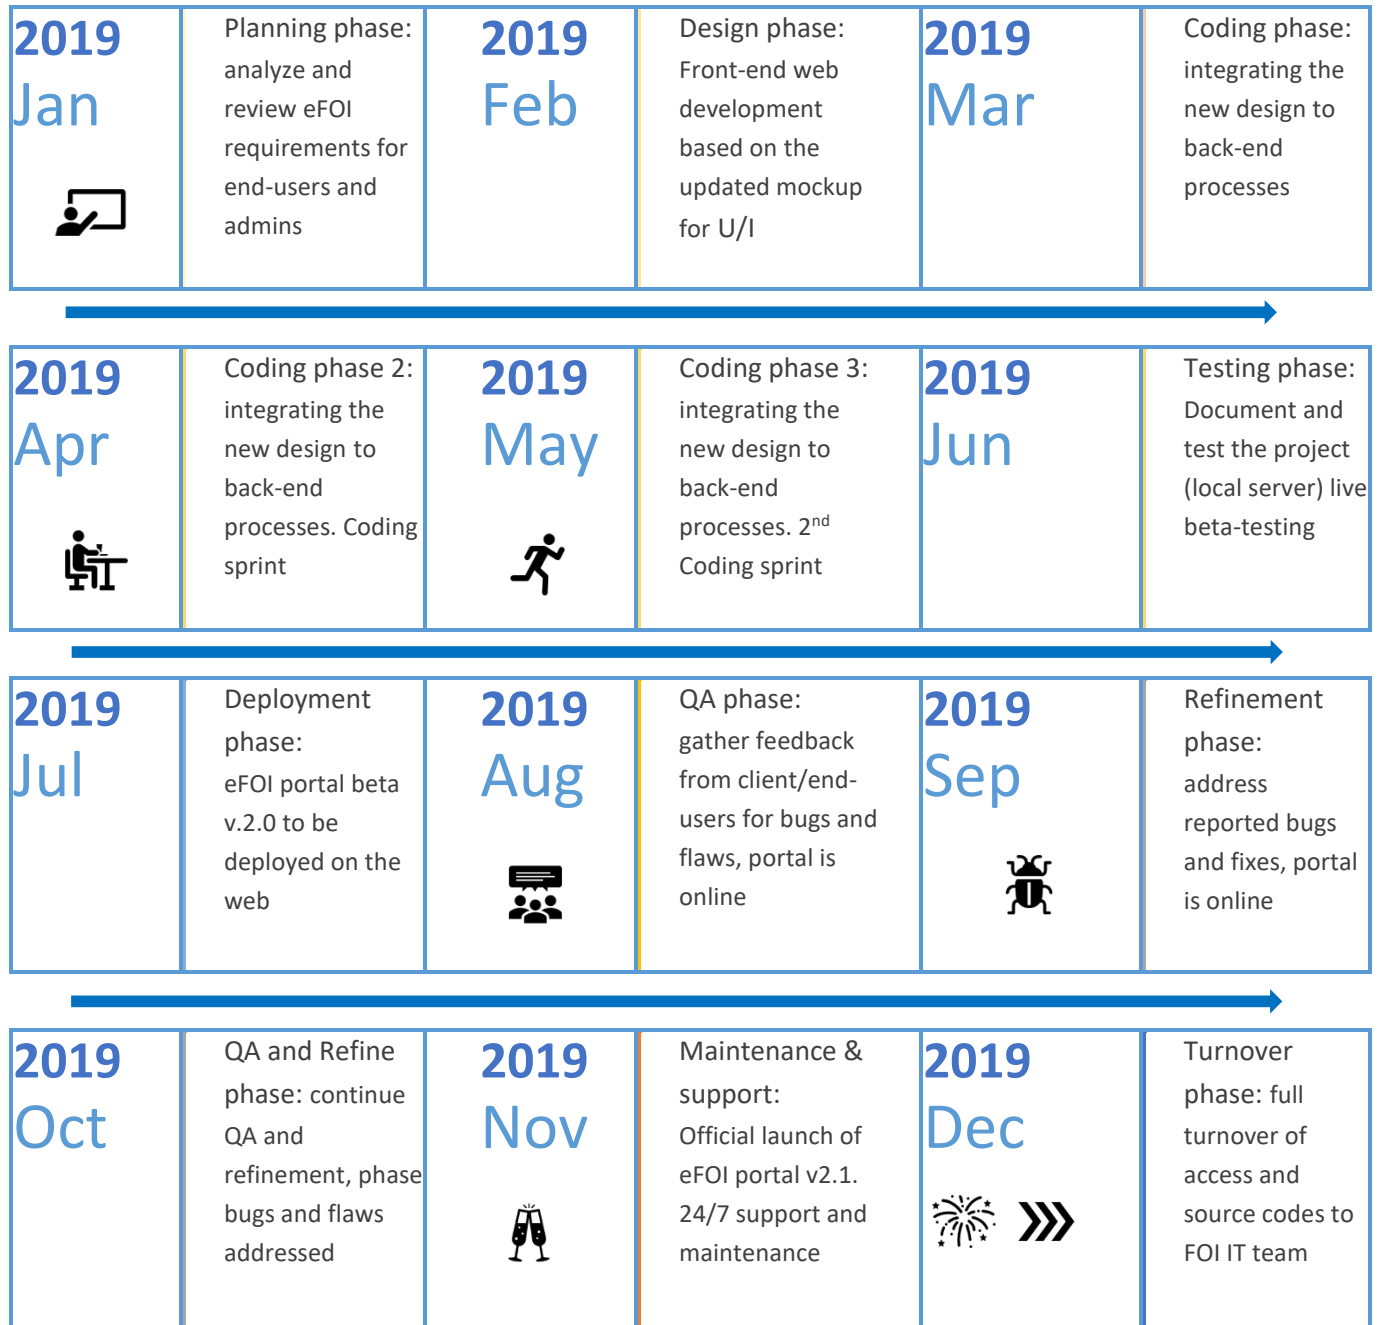 2019
Jan
Planning phase:
analyze and
review eFOI
requirements for
end-users and
admins
2019
Feb
Design phase:
Front-end web
development
based on the
updated mockup
for U/I
2019
Mar
Coding phase:
integrating the
new design to
back-end
processes
2019
Apr
Coding phase 2:
integrating the
new design to
back-end
processes. Coding
sprint
2019
May
Coding phase 3:
integrating the
new design to
back-end
processes. 2nd
Coding sprint
2019
Jun
Testing phase:
Document and
test the project
(local server) live
beta-testing
2019
Jul
Deployment
phase:
eFOI portal beta
v.2.0 to be
deployed on the
web
2019
Aug
QA phase:
gather feedback
from client/end-
users for bugs and
flaws, portal is
online
2019
Sep
Refinement
phase:
address
reported bugs
and fixes, portal
is online
2019
Oct
QA and Refine
phase: continue
QA and
refinement, phase
bugs and flaws
addressed
2019
Nov
Maintenance &
support:
Official launch of
eFOI portal v2.1.
24/7 support and
maintenance
2019
Dec
Turnover
phase: full
turnover of
access and
source codes to
FOI IT team